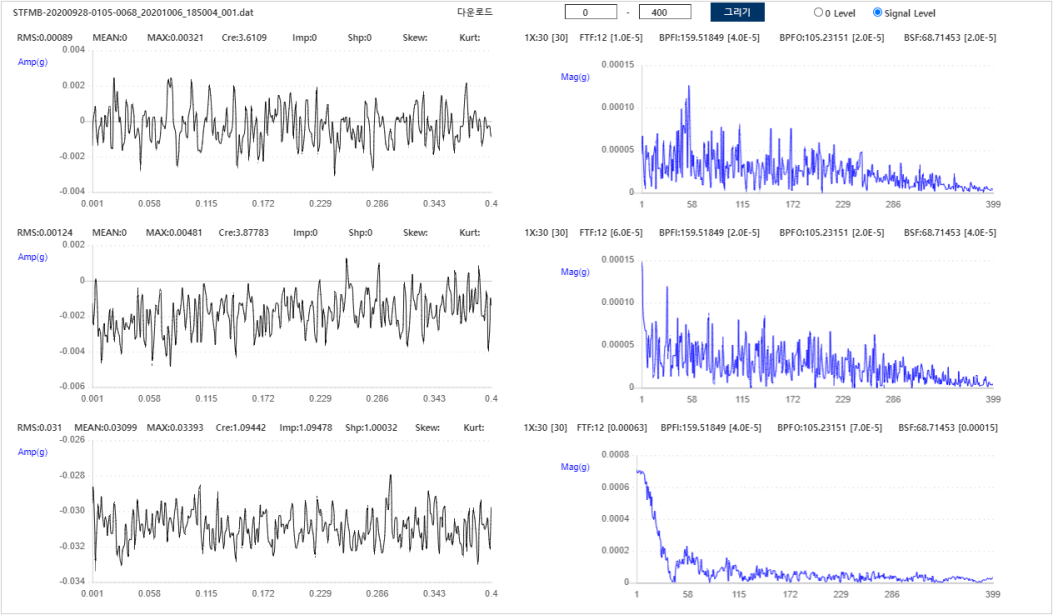 STFMB-20200928-0105-0068_20201006_185004_001.dat 다운로드 0 - 400 그리기 0 Level Signal Level
RMS:0.00089 MEAN:0 MAX:0.00321 Cre:3.6109 Imp:0 Shp:0 Skew: Kurt: 1X:30 [30] FTF:12 [1.0E-5] BPFI:159.51849 [4.0E-5] BPFO:105.23151 [2.0E-5] BSF:68.71453 [2.0E-5]
Amp(g)
0.004
0.002
0
-0.002
-0.004
0.001 0.058 0.115 0.172 0.229 0.286 0.343 0.4
Mag(g)
0.00015
0.00010
0.00005
0
1 58 115 172 229 286 399
RMS:0.00124 MEAN:0 MAX:0.00481 Cre:3.87783 Imp:0 Shp:0 Skew: Kurt: 1X:30 [30] FTF:12 [6.0E-5] BPFI:159.51849 [2.0E-5] BPFO:105.23151 [2.0E-5] BSF:68.71453 [4.0E-5]
Amp(g)
0.002
0
-0.002
-0.004
-0.006
0.001 0.058 0.115 0.172 0.229 0.286 0.343 0.4
Mag(g)
0.00015
0.00010
0.00005
0
1 58 115 172 229 286 399
RMS:0.031 MEAN:0.03099 MAX:0.03393 Cre:1.09442 Imp:1.09478 Shp:1.00032 Skew: Kurt: 1X:30 [30] FTF:12 [0.00063] BPFI:159.51849 [4.0E-5] BPFO:105.23151 [7.0E-5] BSF:68.71453 [0.00015]
Amp(g)
-0.026
-0.028
-0.030
-0.032
-0.034
0.001 0.058 0.115 0.172 0.229 0.286 0.343 0.4
Mag(g)
0.0008
0.0006
0.0004
0.0002
0
1 58 115 172 229 286 399